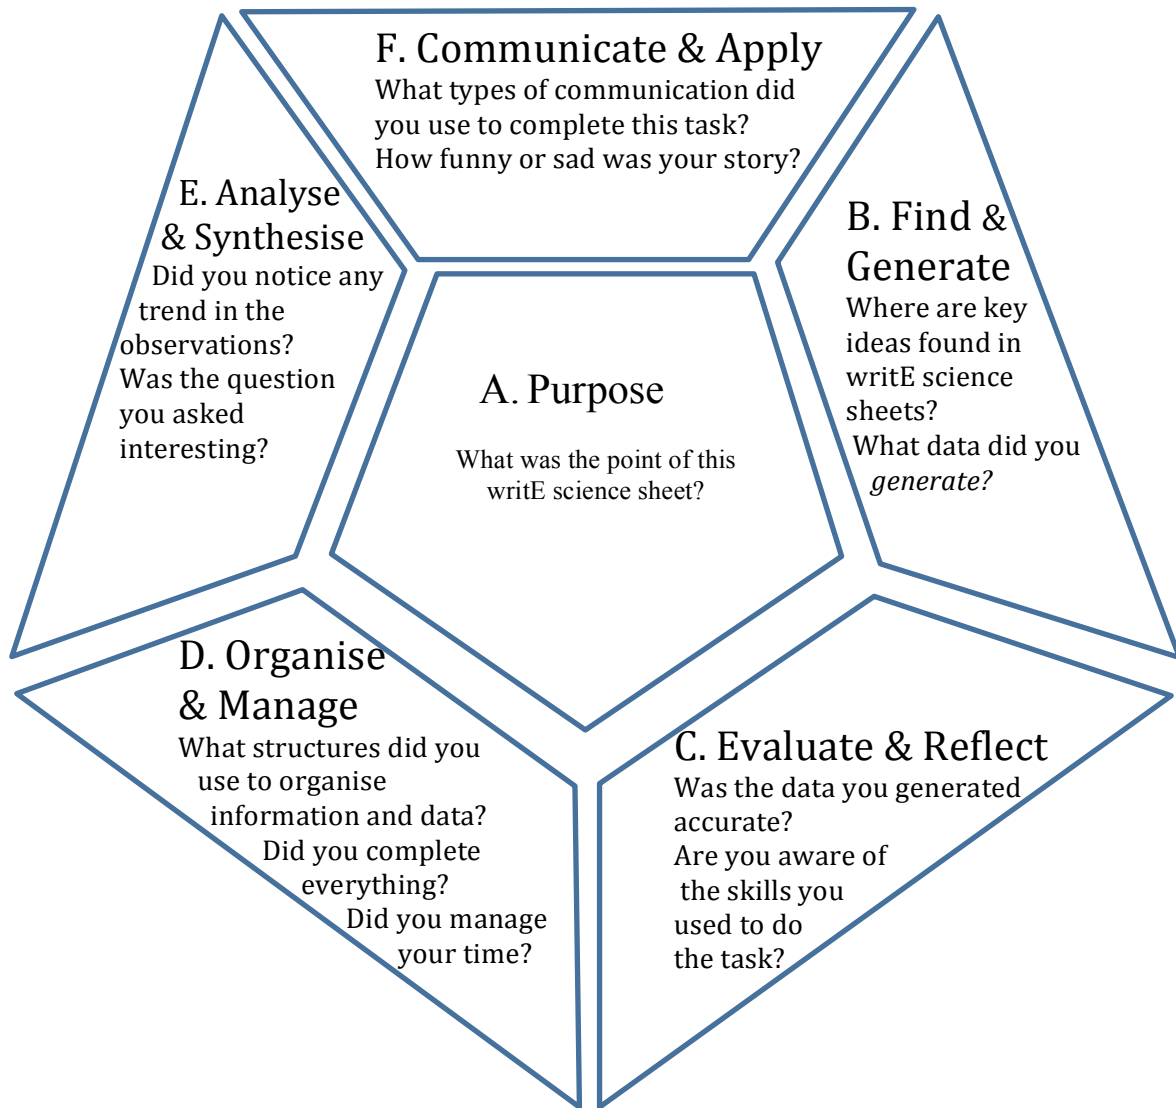 F. Communicate & Apply
What types of communication did
you use to complete this task?
How funny or sad was your story?
E. Analyse
& Synthesise
Did you notice any
trend in the
observations?
Was the question
you asked
interesting?
B. Find &
Generate
Where are key
ideas found in
writE science
sheets?
What data did you
generate?
A. Purpose
What was the point of this
writE science sheet?
D. Organise
& Manage
What structures did you
use to organise
information and data?
Did you complete
everything?
Did you manage
your time?
C. Evaluate & Reflect
Was the data you generated
accurate?
Are you aware of
the skills you
used to do
the task?